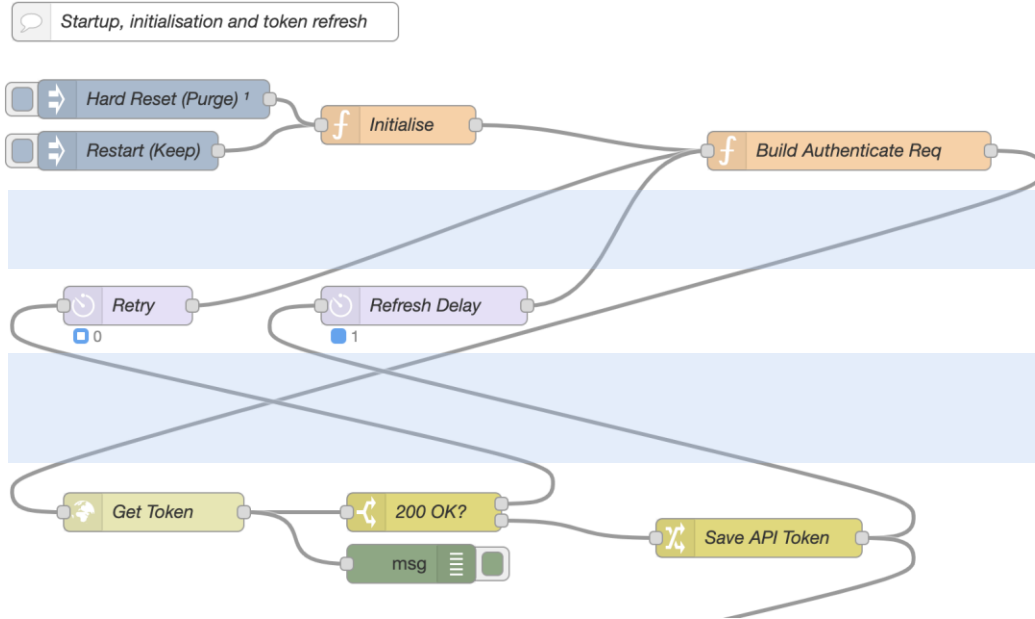 Startup, initialisation and token refresh
Hard Reset (Purge) ¹
Initialise
Restart (Keep)
Build Authenticate Req
Retry
Refresh Delay
0
1
Get Token
200 OK?
Save API Token
msg